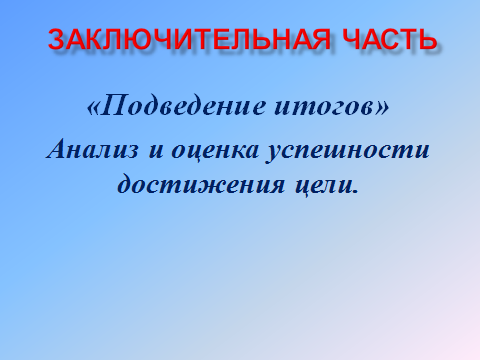 ЗАКЛЮЧИТЕЛЬНАЯ ЧАСТЬ
«Подведение итогов»
Анализ и оценка успешности
достижения цели.